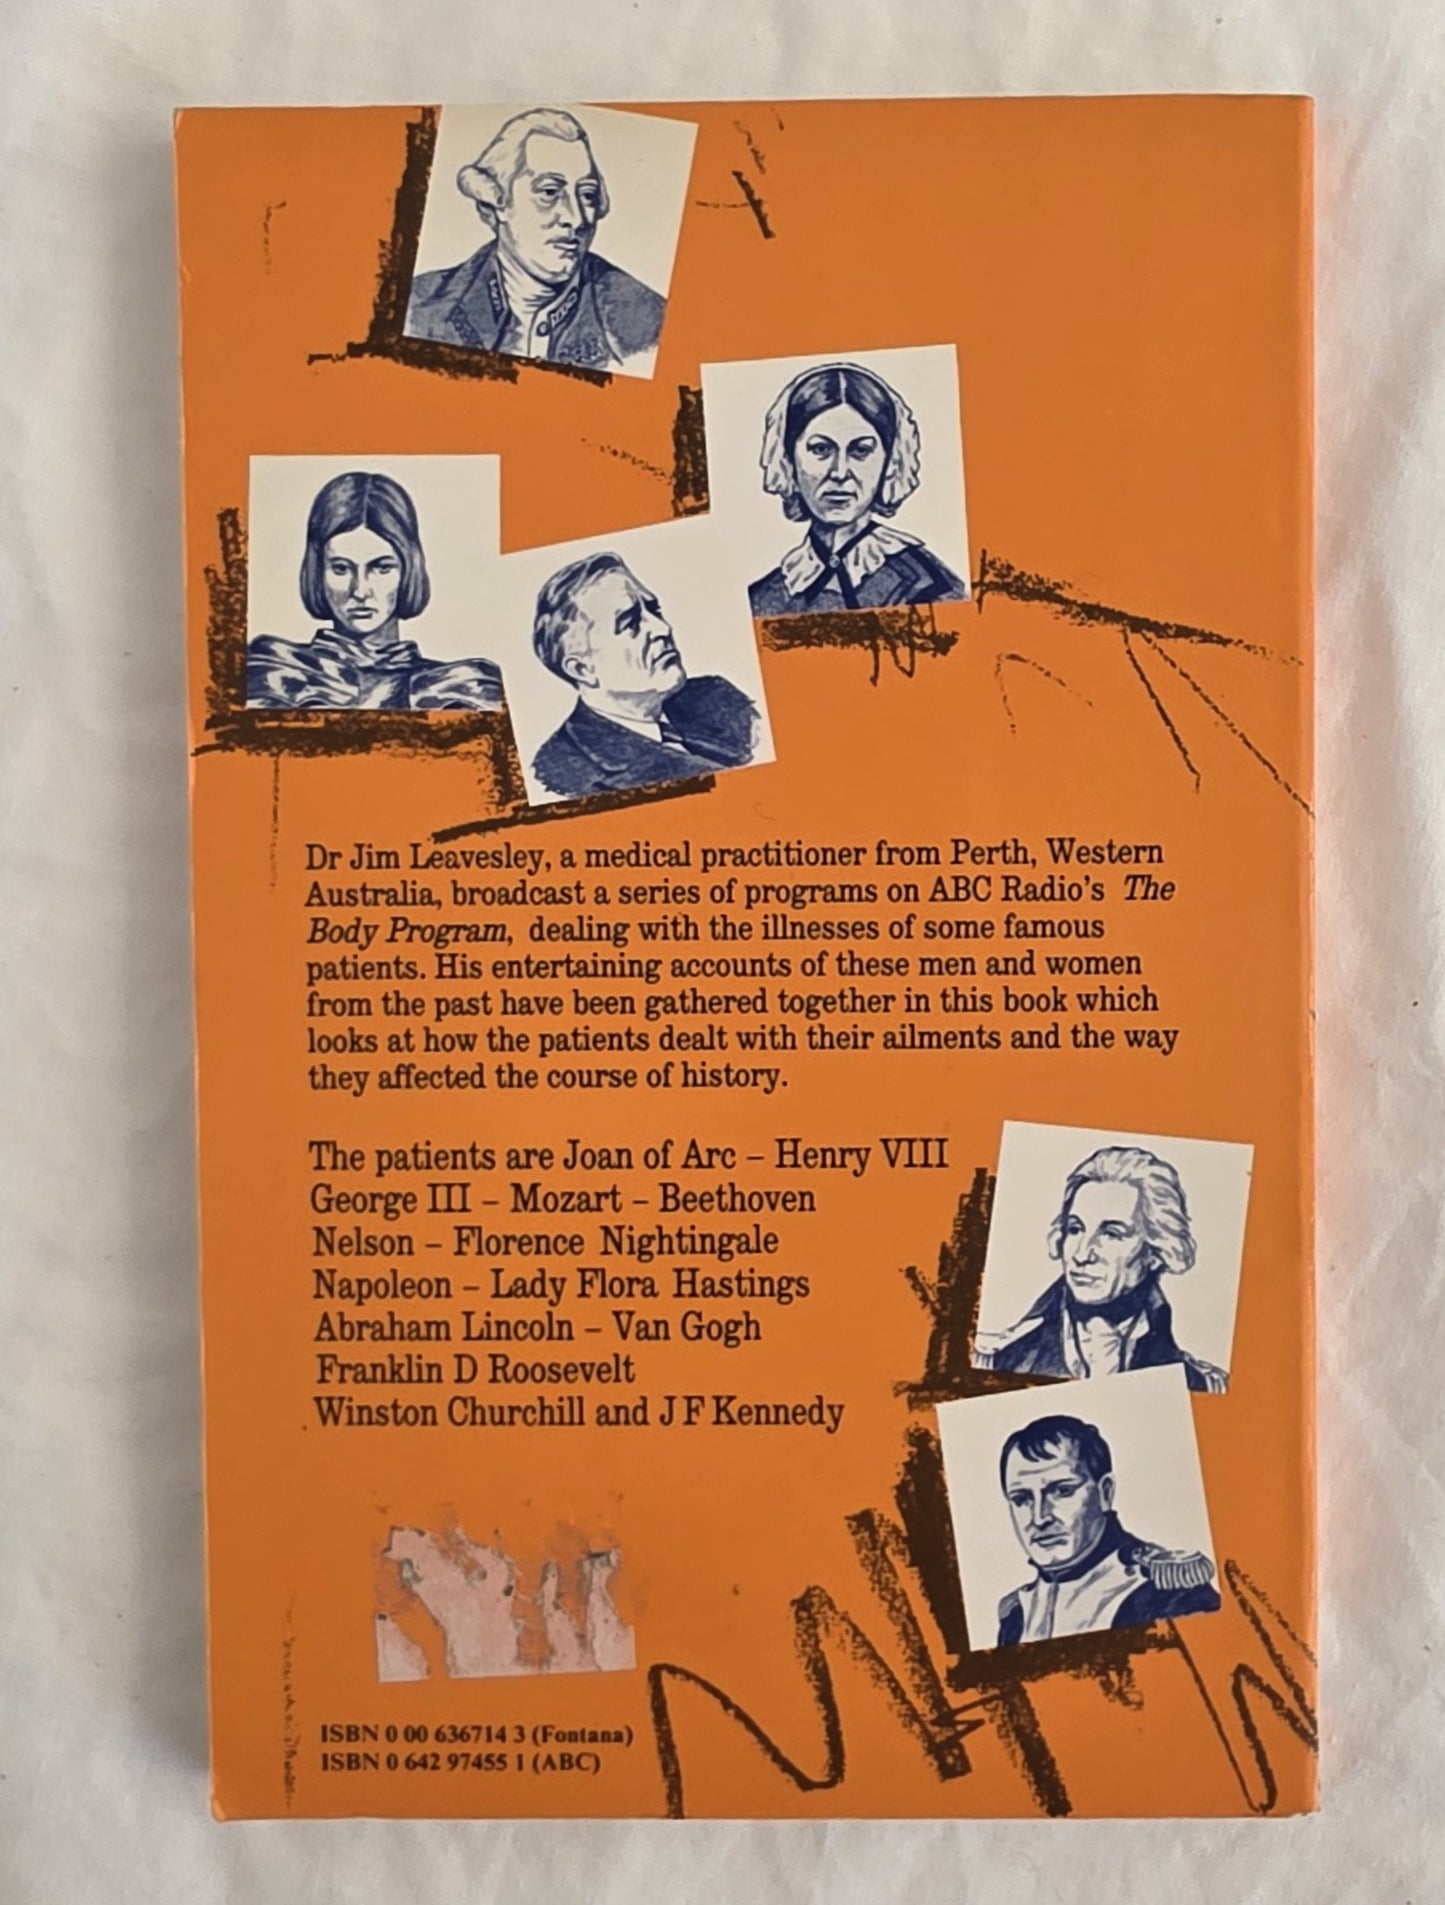 Dr Jim Leavesley, a medical practitioner from Perth, Western
Australia, broadcast a series of programs on ABC Radio's The
Body Program, dealing with the illnesses of some famous
patients. His entertaining accounts of these men and women
from the past have been gathered together in this book which
looks at how the patients dealt with their ailments and the way
they affected the course of history.
The patients are Joan of Arc – Henry VIII
George III – Mozart – Beethoven
Nelson – Florence Nightingale
Napoleon – Lady Flora Hastings
Abraham Lincoln – Van Gogh
Franklin D Roosevelt
Winston Churchill and J F Kennedy
ISBN 0 00 636714 3 (Fontana)
ISBN 0 642 97455 1 (ABC)